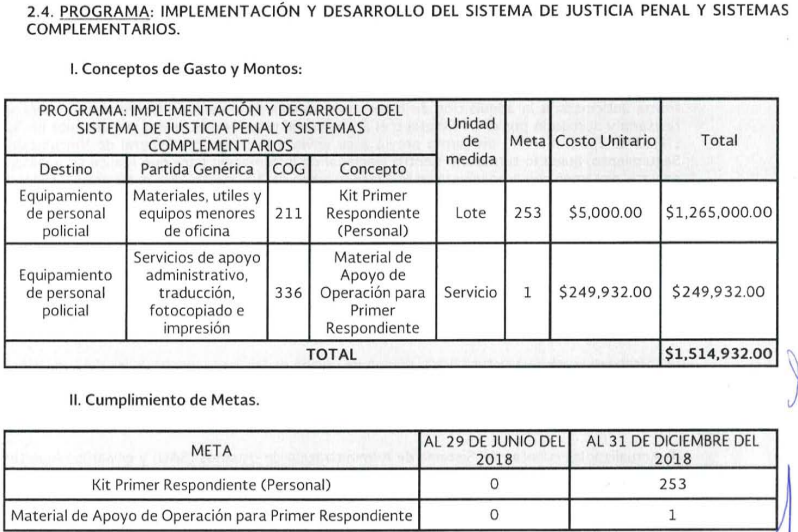 2.4. PROGRAMA: IMPLEMENTACIÓN Y DESARROLLO DEL SISTEMA DE JUSTICIA PENAL Y SISTEMAS
COMPLEMENTARIOS.
I. Conceptos de Gasto y Montos:
PROGRAMA: IMPLEMENTACIÓN Y DESARROLLO DEL
SISTEMA DE JUSTICIA PENAL Y SISTEMAS
COMPLEMENTARIOS
Unidad
de
medida
Meta
Costo Unitario
Total
Destino
Partida Genérica
COG
Concepto
Equipamiento
de personal
policial
Materiales, utiles y
equipos menores
de oficina
211
Kit Primer
Respondiente
(Personal)
Lote
253
$5,000.00
$1,265,000.00
Equipamiento
de personal
policial
Servicios de apoyo
administrativo,
traducción,
fotocopiado e
impresión
336
Material de
Apoyo de
Operación para
Primer
Respondiente
Servicio
1
$249,932.00
$249,932.00
TOTAL
$1,514,932.00
II. Cumplimiento de Metas.
META
AL 29 DE JUNIO DEL
2018
AL 31 DE DICIEMBRE DEL
2018
Kit Primer Respondiente (Personal)
0
253
Material de Apoyo de Operación para Primer Respondiente
0
1